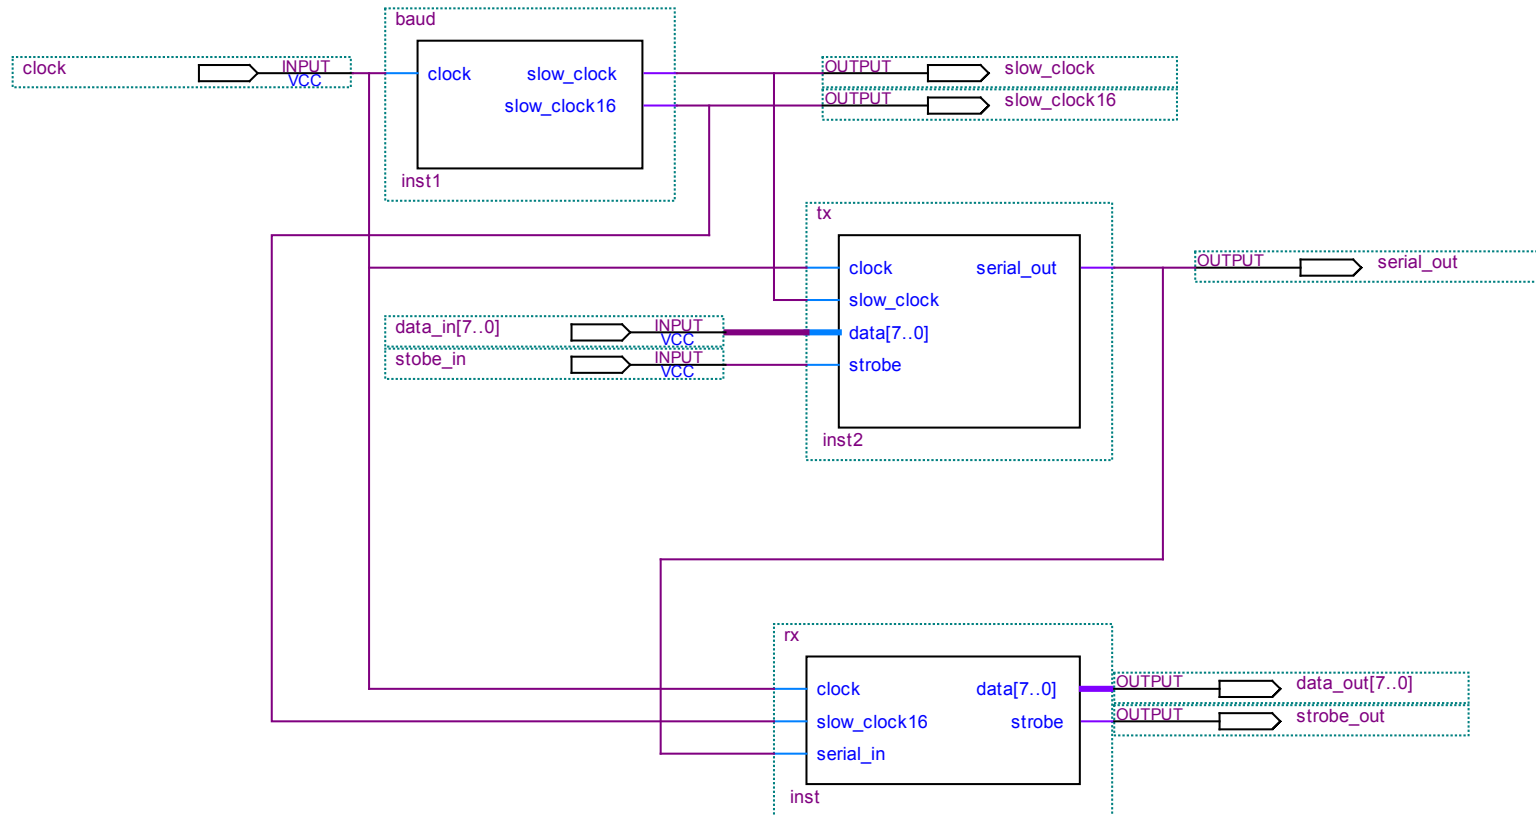 baud
clock
INPUT
VCC
clock
slow_clock
slow_clock16
inst1
OUTPUT
slow_clock
OUTPUT
slow_clock16
tx
clock
slow_clock
data[7..0]
strobe
serial_out
inst2
data_in[7..0]
INPUT
VCC
stobe_in
INPUT
VCC
OUTPUT
serial_out
rx
clock
slow_clock16
serial_in
data[7..0]
strobe
inst
OUTPUT
data_out[7..0]
OUTPUT
strobe_out